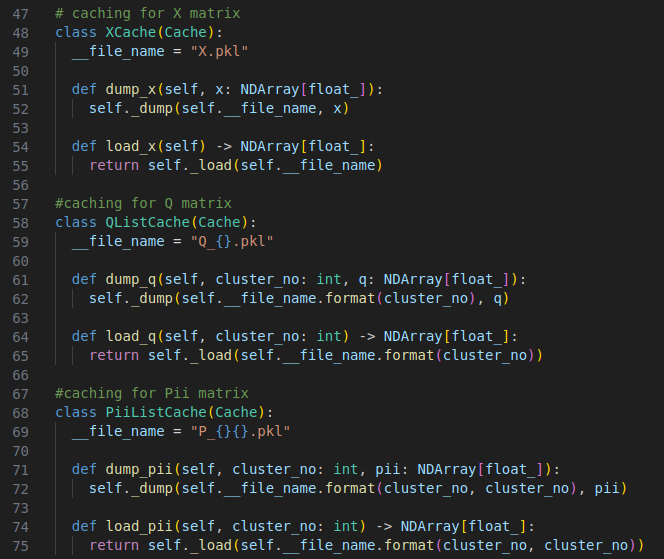 47 # caching for X matrix
48 class XCache(Cache):
49   __file_name = "X.pkl"
50
51   def dump_x(self, x: NDArray[float_]):
52     self._dump(self.__file_name, x)
53
54   def load_x(self) -> NDArray[float_]:
55     return self._load(self.__file_name)
56
57 #caching for Q matrix
58 class QListCache(Cache):
59   __file_name = "Q_{}.pkl"
60
61   def dump_q(self, cluster_no: int, q: NDArray[float_]):
62     self._dump(self.__file_name.format(cluster_no), q)
63
64   def load_q(self, cluster_no: int) -> NDArray[float_]:
65     return self._load(self.__file_name.format(cluster_no))
66
67 #caching for Pii matrix
68 class PiiListCache(Cache):
69   __file_name = "P_{}{}.pkl"
70
71   def dump_pii(self, cluster_no: int, pii: NDArray[float_]):
72     self._dump(self.__file_name.format(cluster_no, cluster_no), pii)
73
74   def load_pii(self, cluster_no: int) -> NDArray[float_]:
75     return self._load(self.__file_name.format(cluster_no, cluster_no))